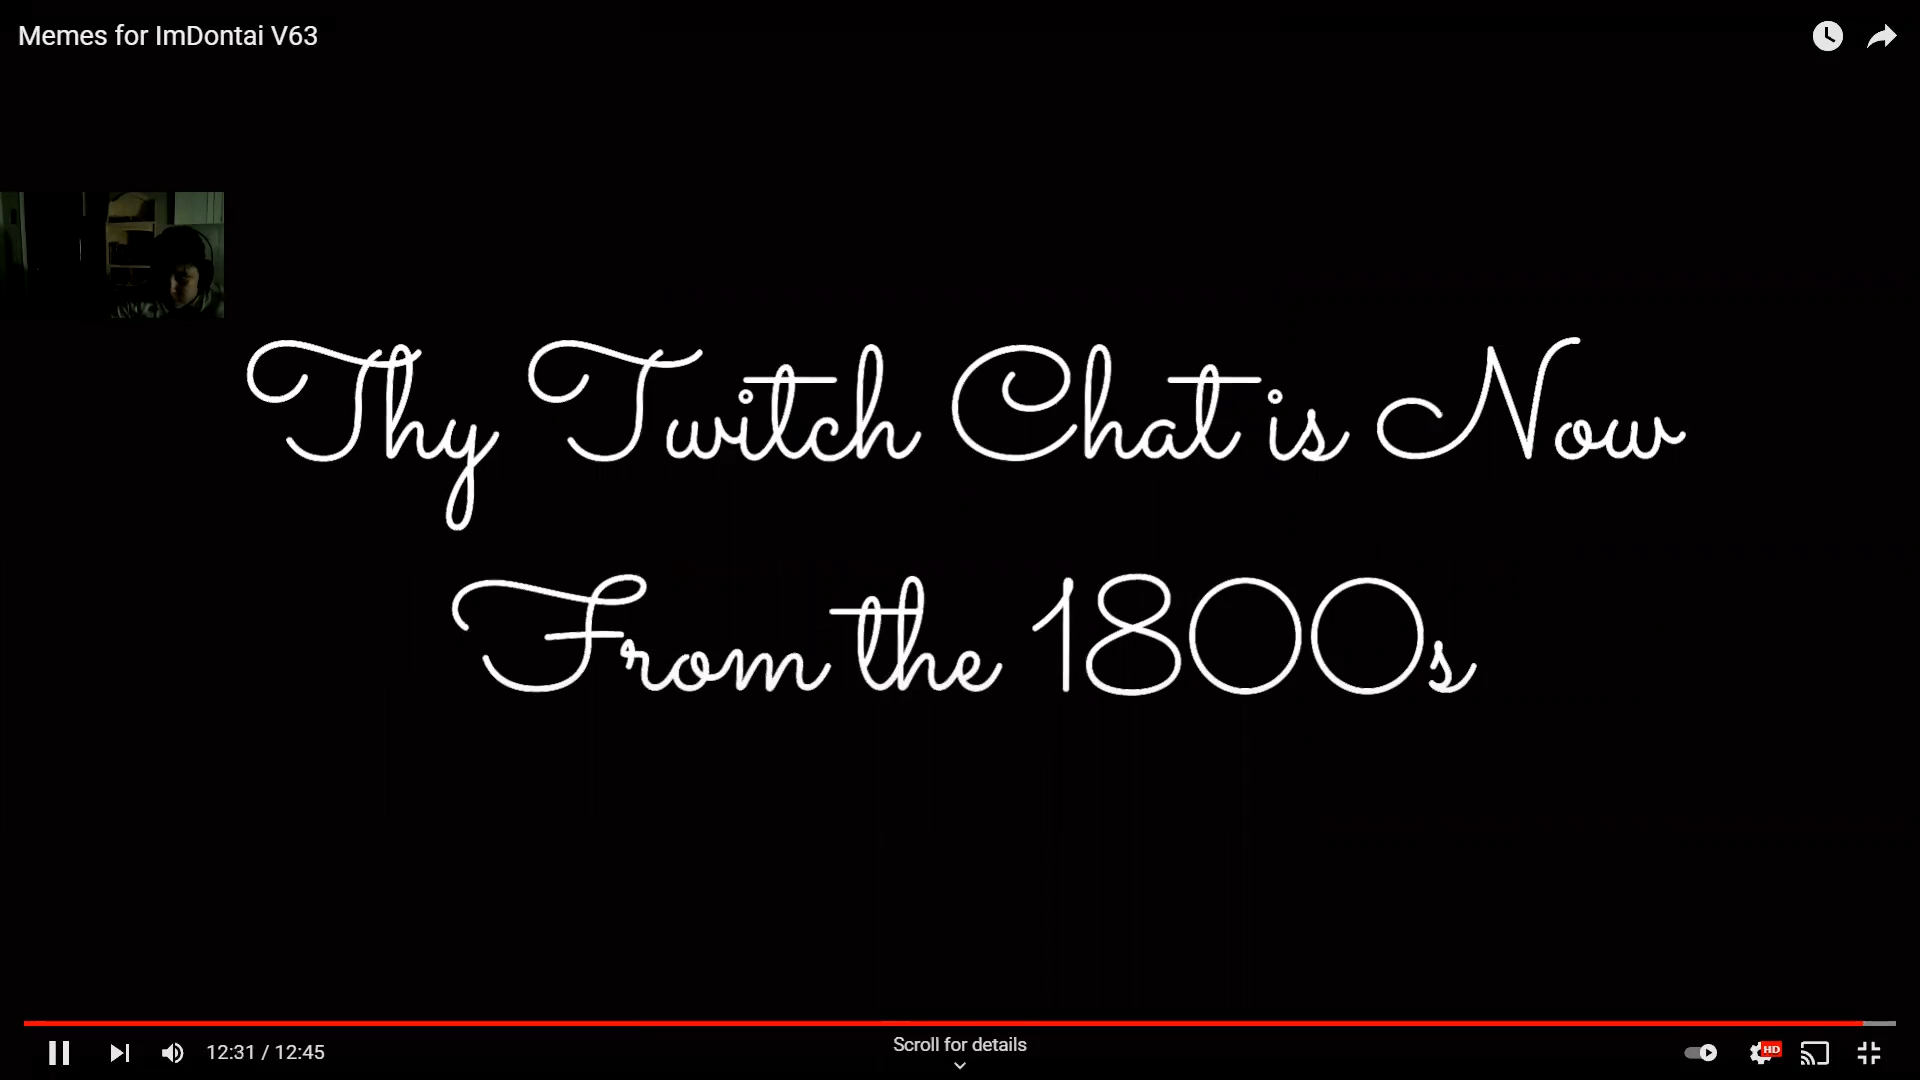 Memes for ImDontai V63
Thy Twitch Chat is Now
From the 1800s
12:31 / 12:45
Scroll for details
HD